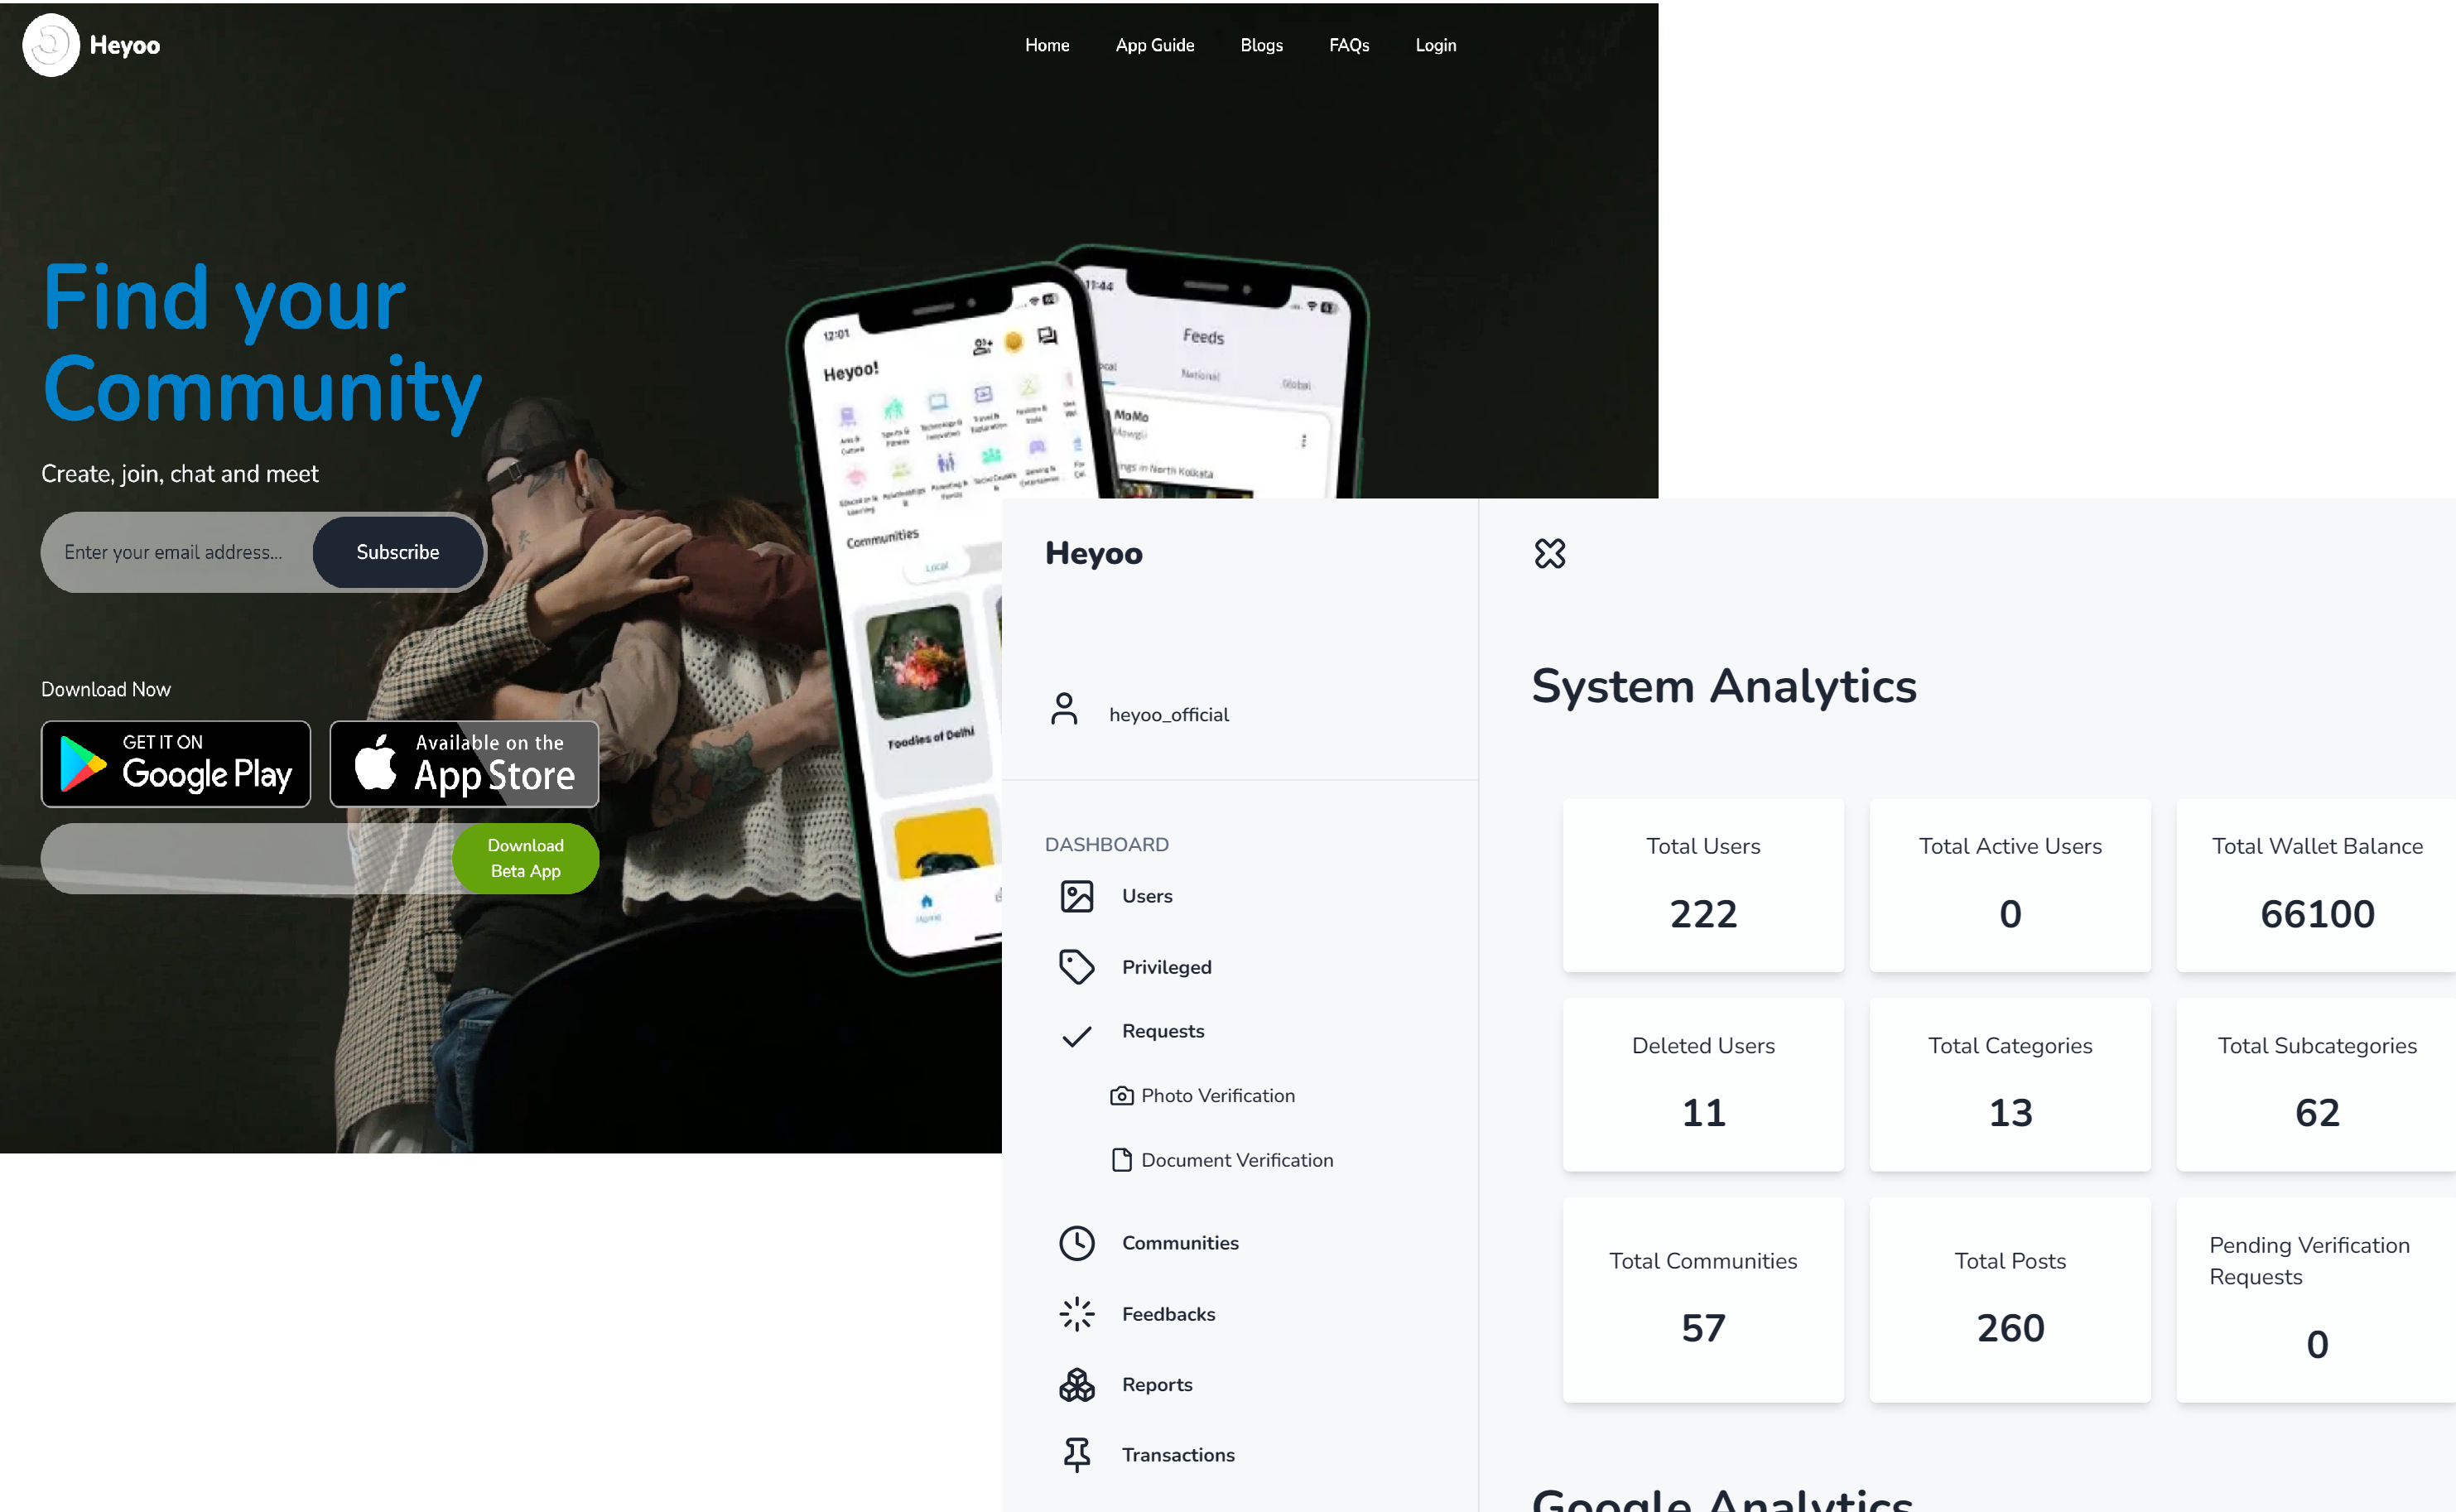 Heyoo
Home App Guide Blogs FAQs Login
Find your
Community
Create, join, chat and meet
Enter your email address...
Subscribe
Download Now
GET IT ON
Google Play
Available on the
App Store
Download
Beta App
12:01
Heyoo!
Communities
Local
Foodies of Delhi
11:44
Feeds
National
Global
MoMo
North Kolkata
Heyoo
heyoo_official
DASHBOARD
Users
Privileged
Requests
Photo Verification
Document Verification
Communities
Feedbacks
Reports
Transactions
System Analytics
Total Users
222
Total Active Users
0
Total Wallet Balance
66100
Deleted Users
11
Total Categories
13
Total Subcategories
62
Total Communities
57
Total Posts
260
Pending Verification
Requests
0
Google Analytics